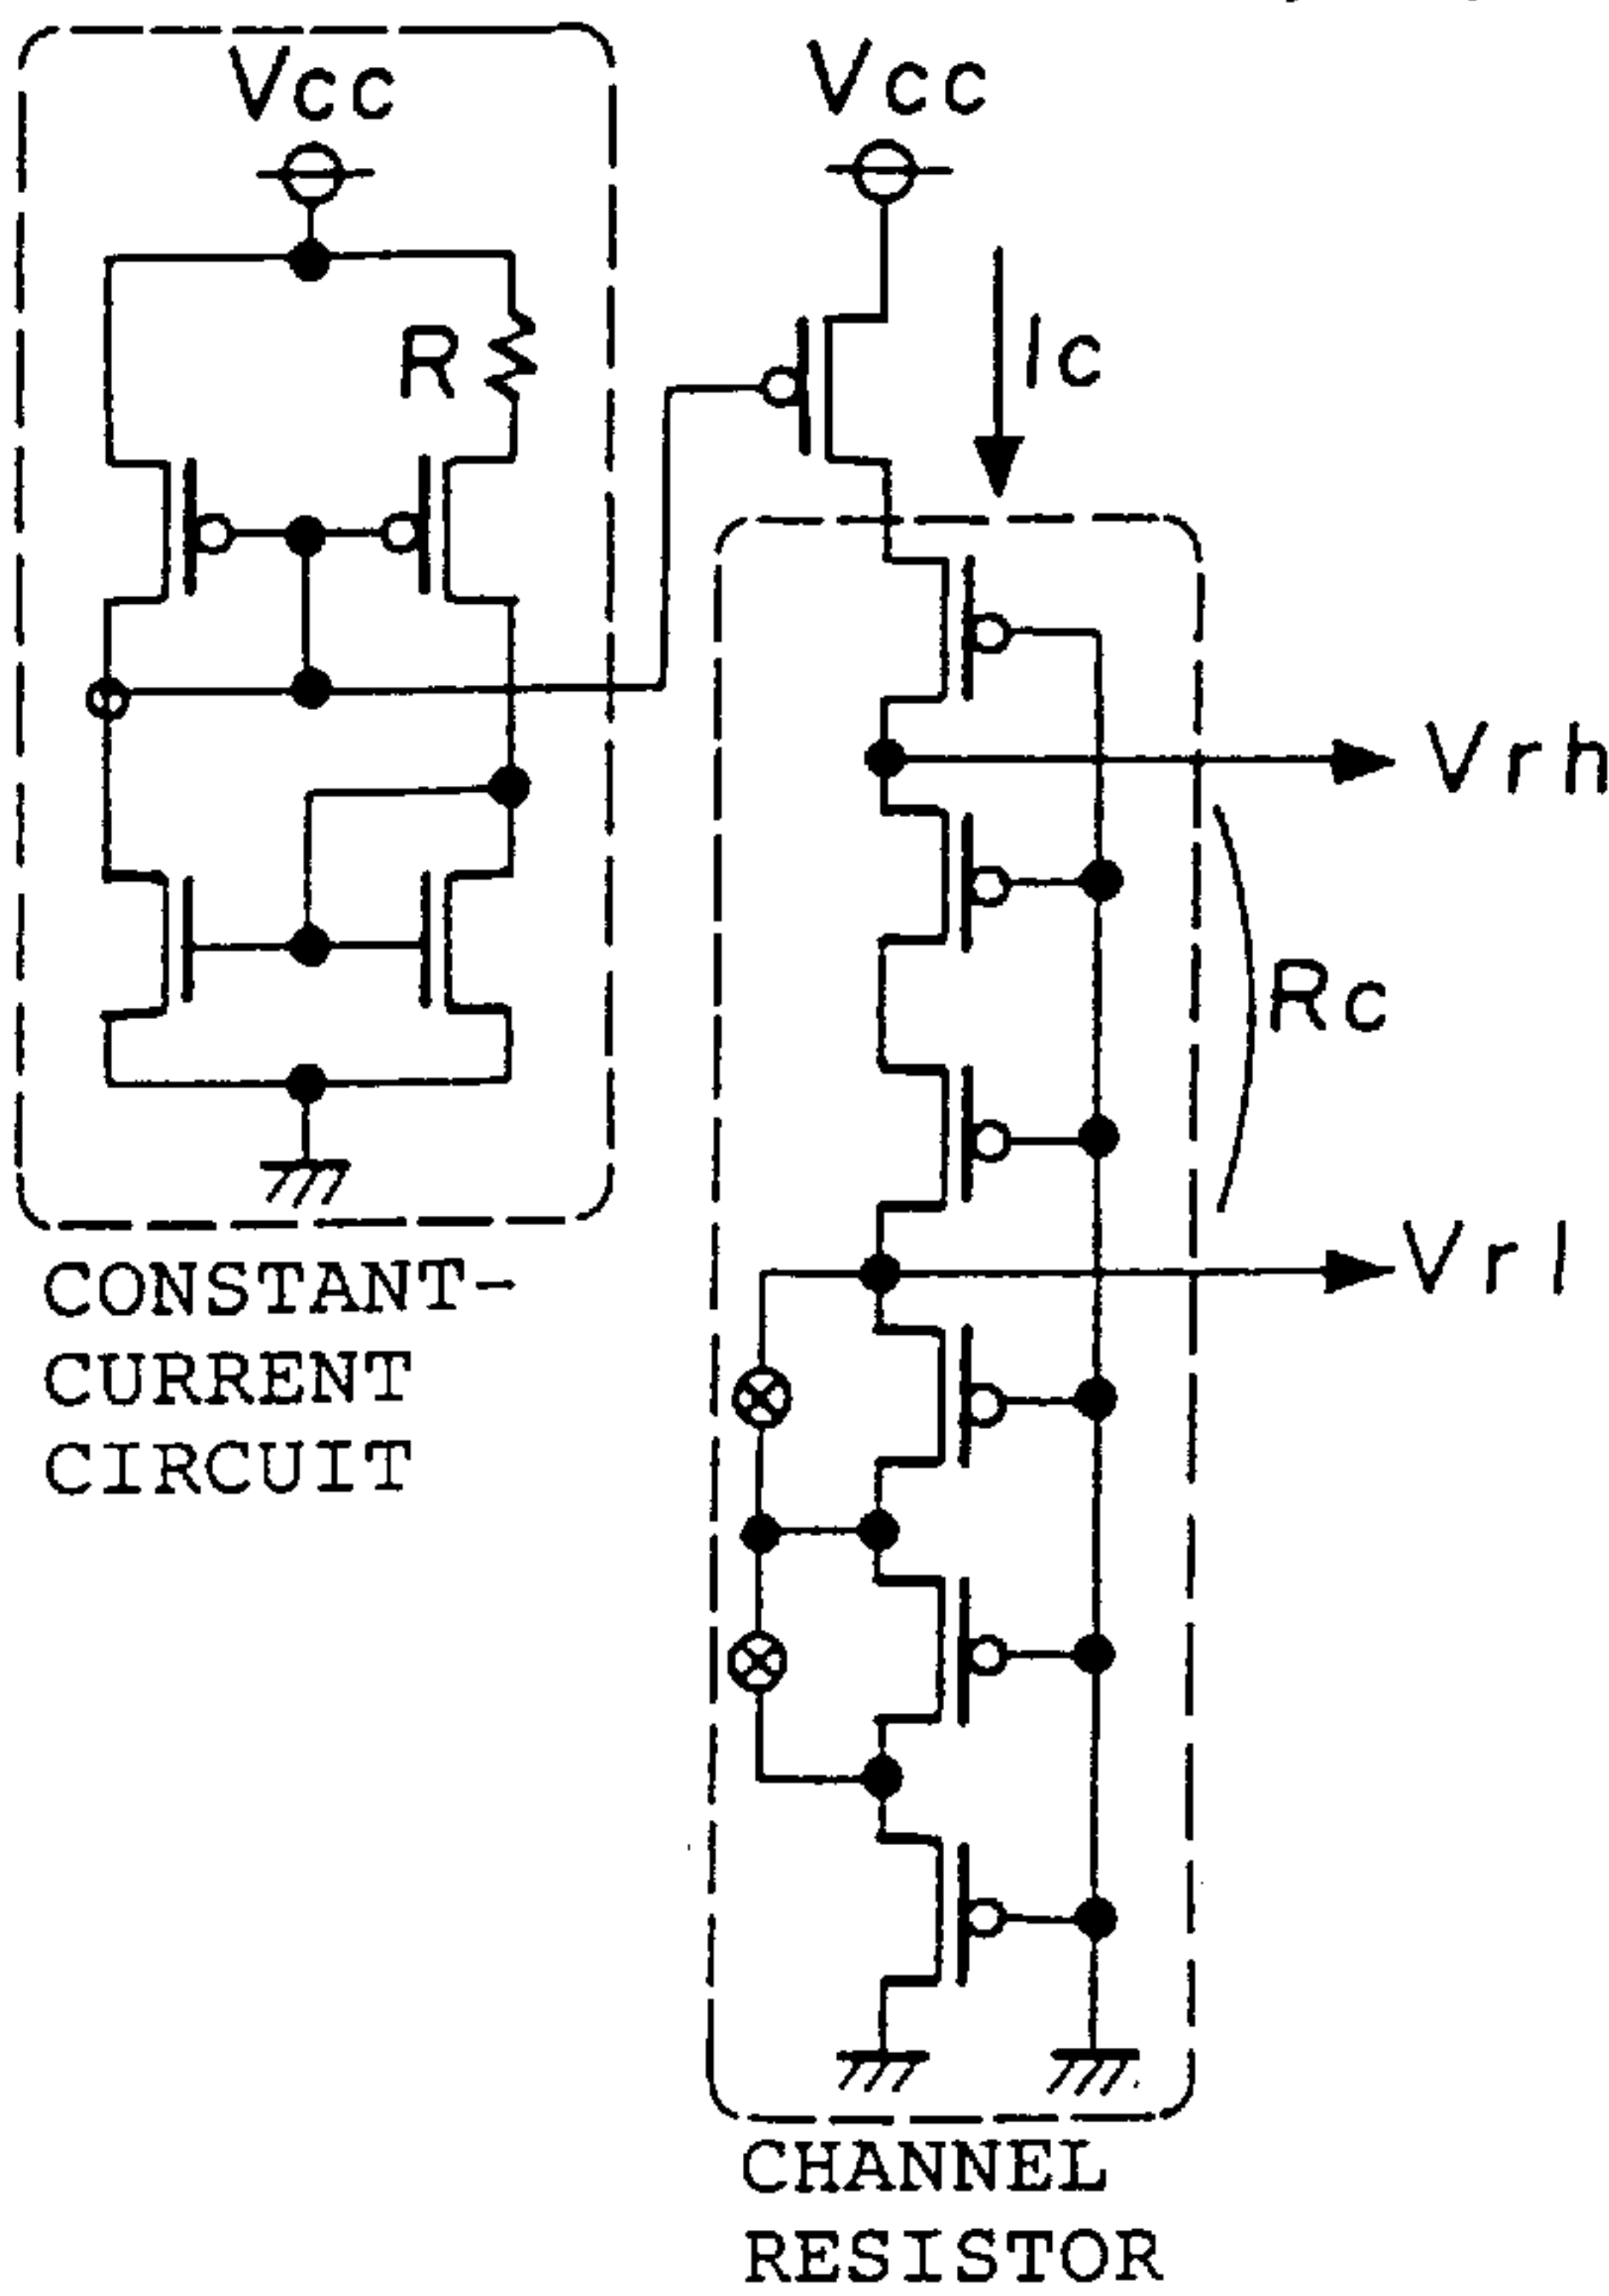 Vcc
Vcc
R
Ic
Vrh
Rc
Vrl
CONSTANT-
CURRENT
CIRCUIT
CHANNEL
RESISTOR